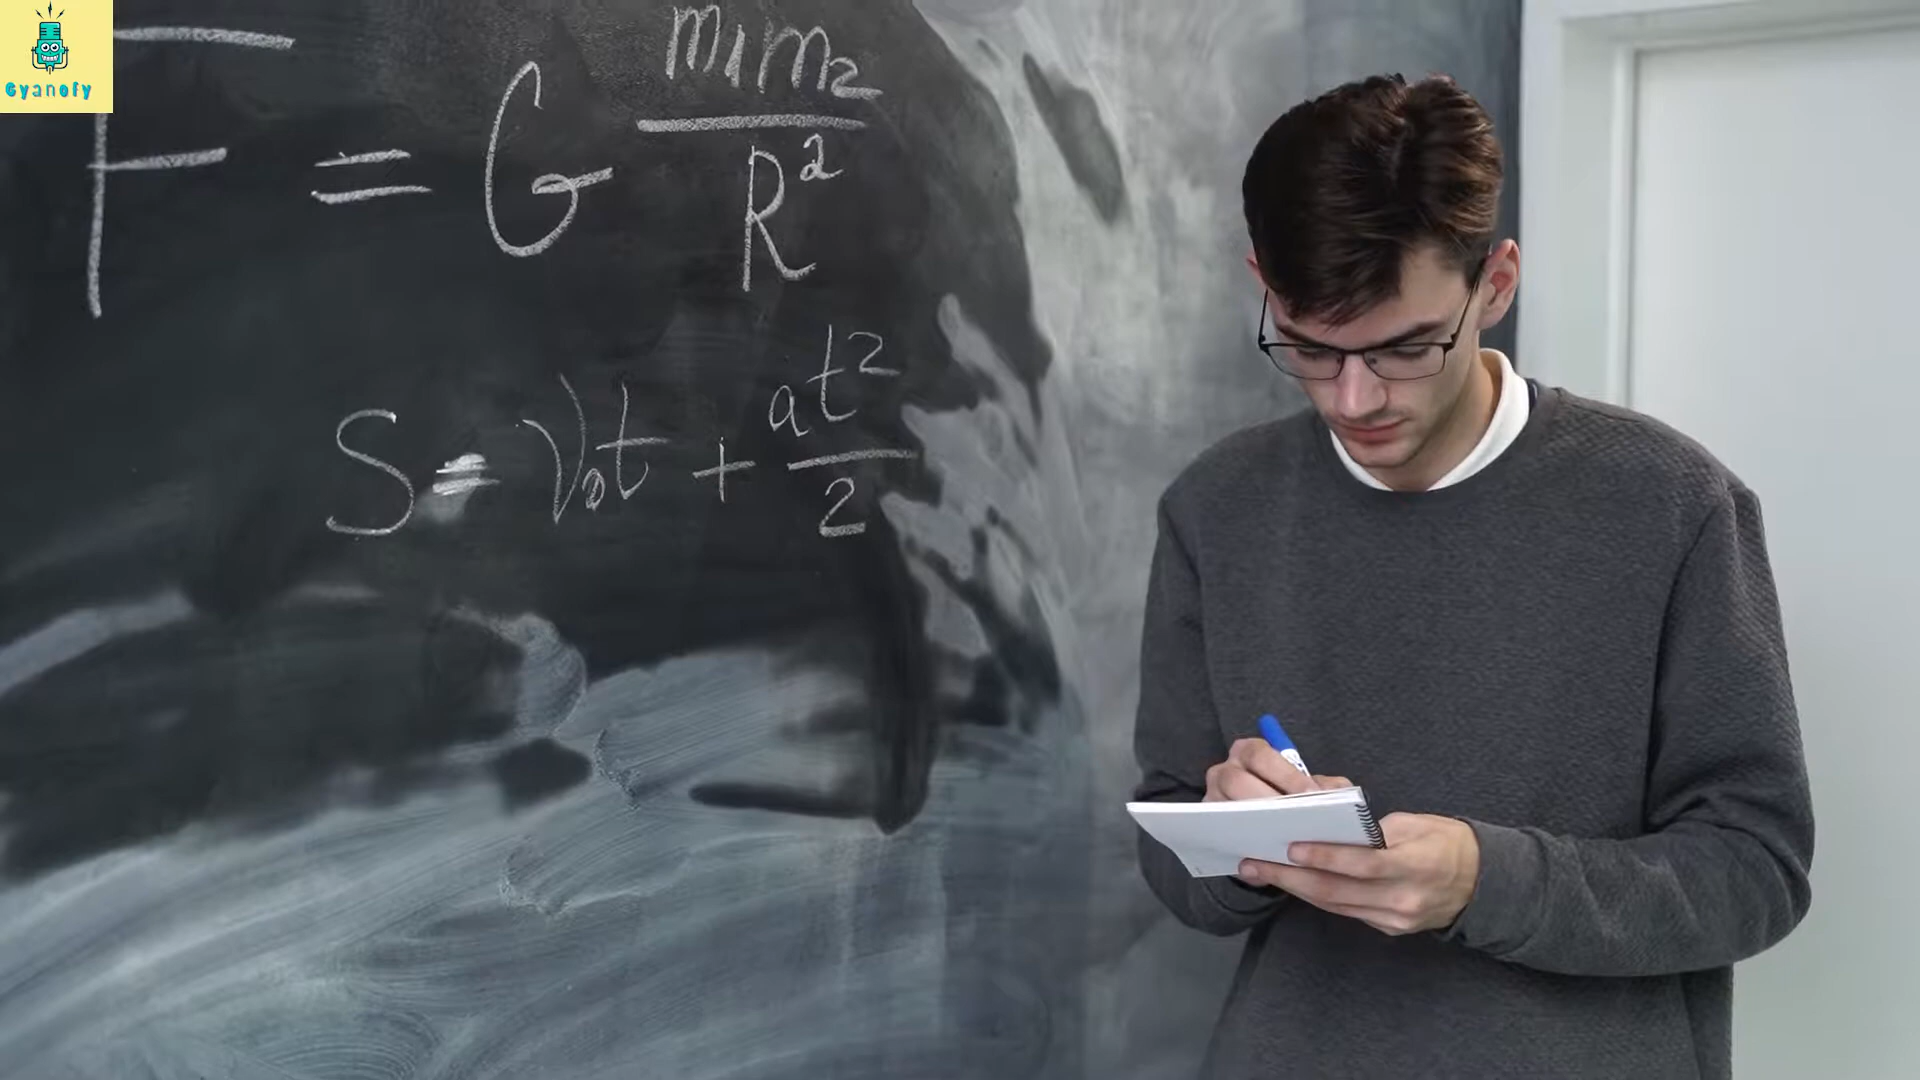 Gyanofy
F = G m₁m₂/R²
S = V₀t + at²/2